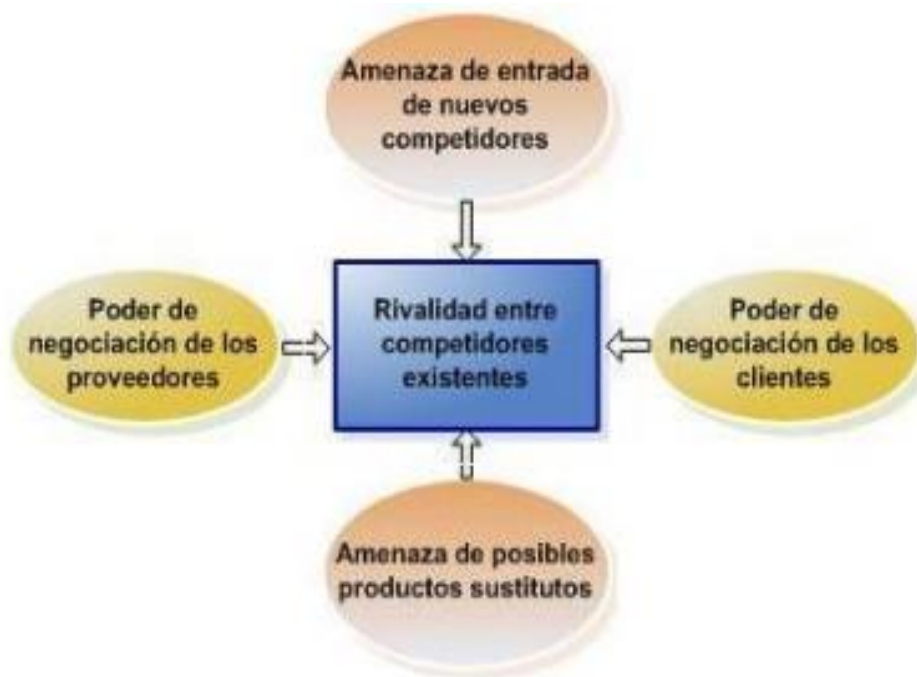 Amenaza de entrada
de nuevos
competidores
Poder de
negociación de los
proveedores
Rivalidad entre
competidores
existentes
Poder de
negociación de los
clientes
Amenaza de posibles
productos sustitutos